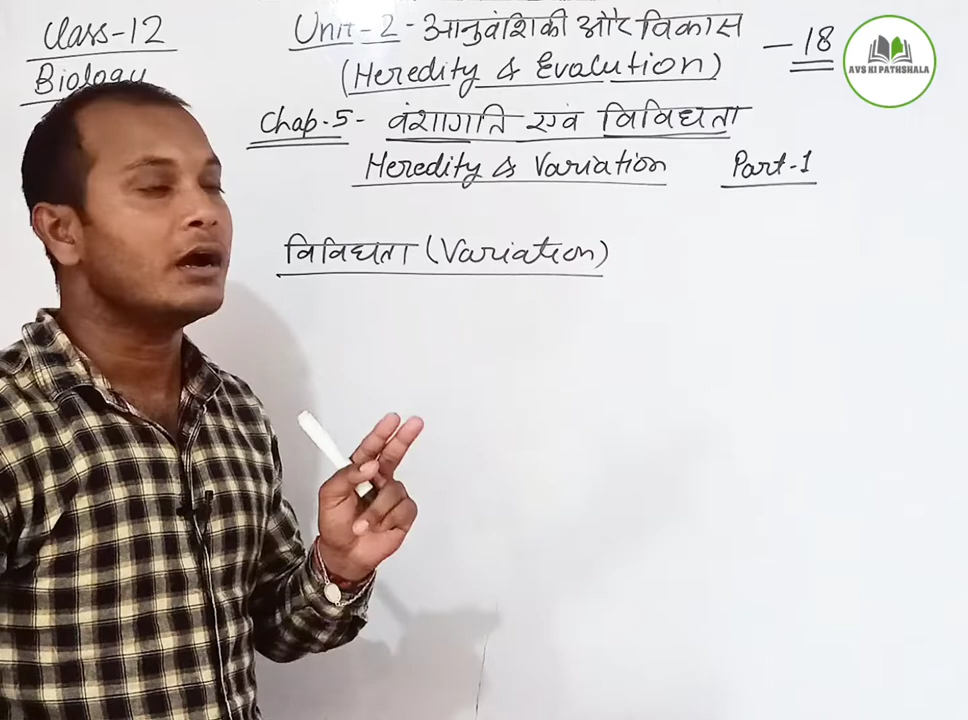 Class-12
Unit-2 - आनुवंशिकी और विकास
(Heredity & Evalution) - 18
Biology
AVS KI PATHSHALA
Chap-5- वंशागति एवं विविधता
Heredity & Variation Part-1
विविधता (Variation)